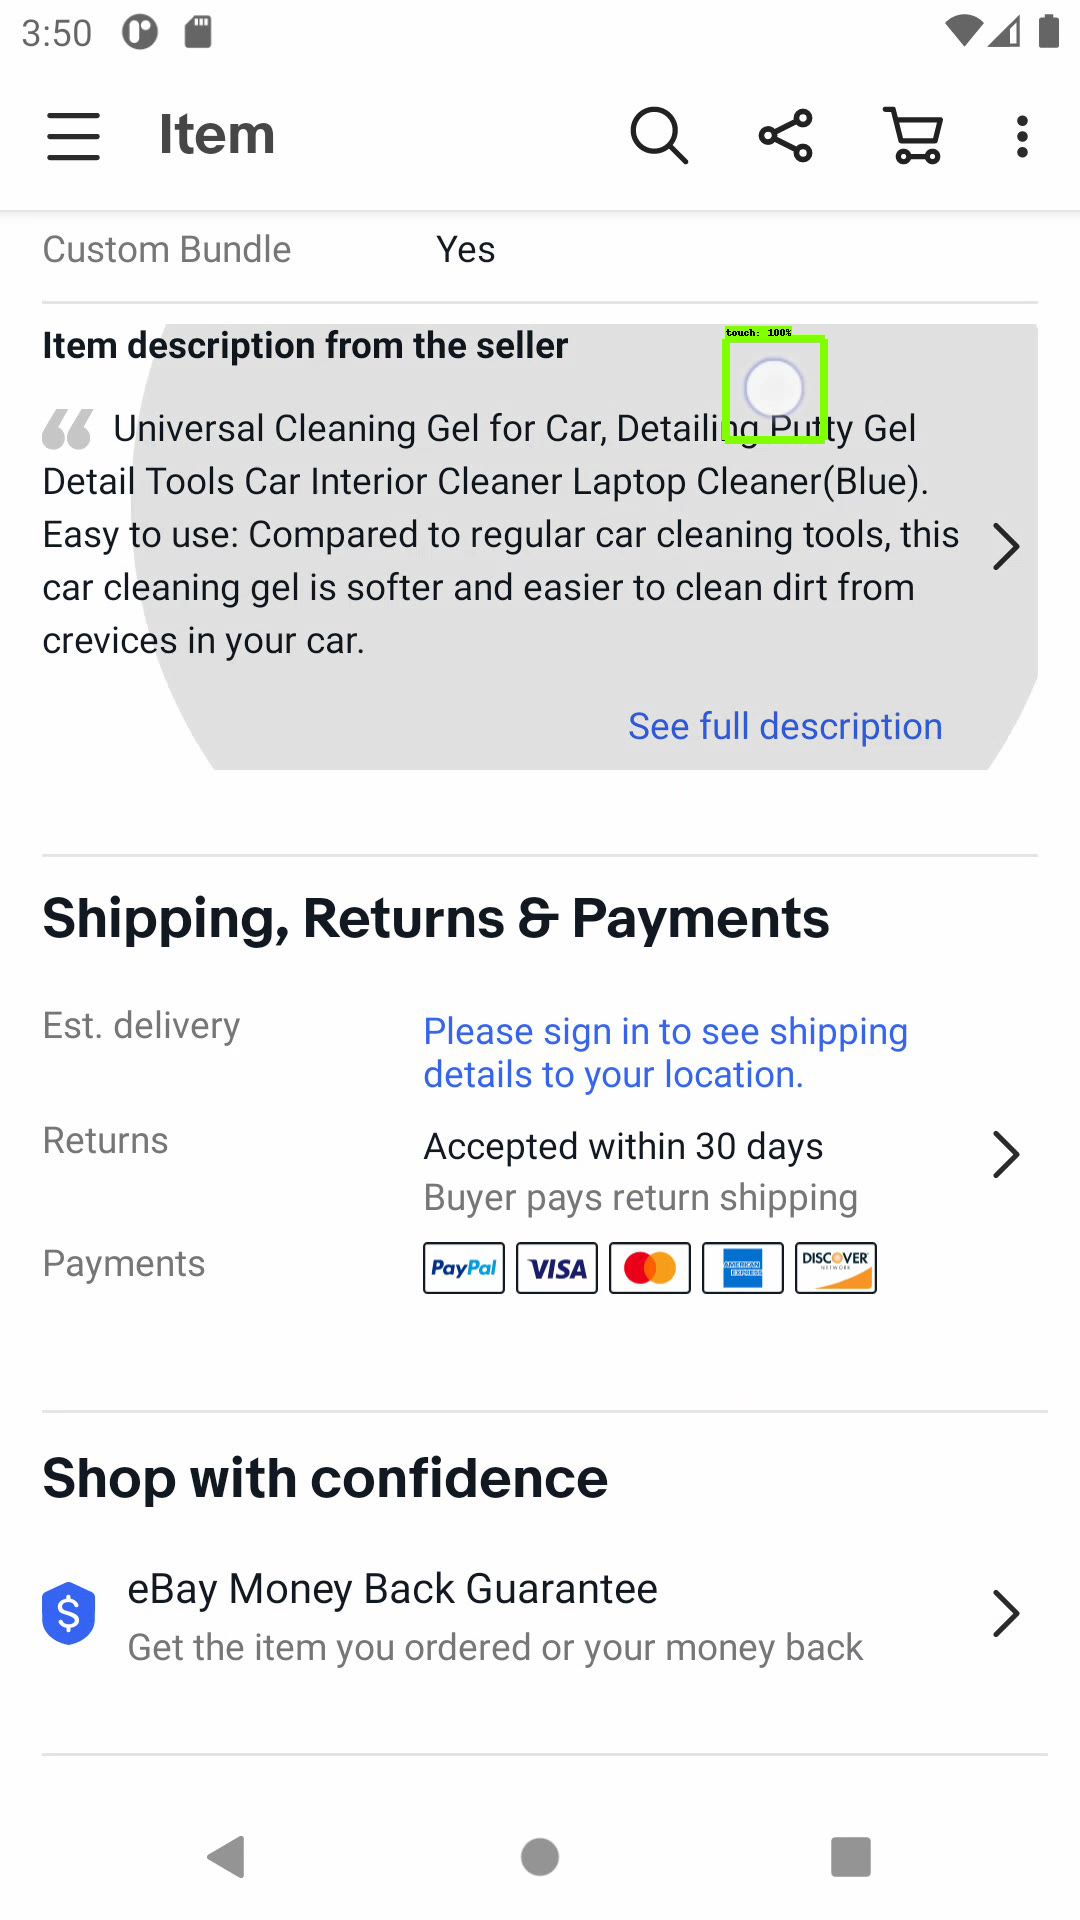 3:50
Item
Custom Bundle Yes
Item description from the seller
touch: 100%
Universal Cleaning Gel for Car, Detailing Putty Gel
Detail Tools Car Interior Cleaner Laptop Cleaner(Blue).
Easy to use: Compared to regular car cleaning tools, this
car cleaning gel is softer and easier to clean dirt from
crevices in your car.
See full description
Shipping, Returns & Payments
Est. delivery Please sign in to see shipping
details to your location.
Returns Accepted within 30 days
Buyer pays return shipping
Payments PayPal VISA AMERICAN EXPRESS DISCOVER NETWORK
Shop with confidence
eBay Money Back Guarantee
Get the item you ordered or your money back